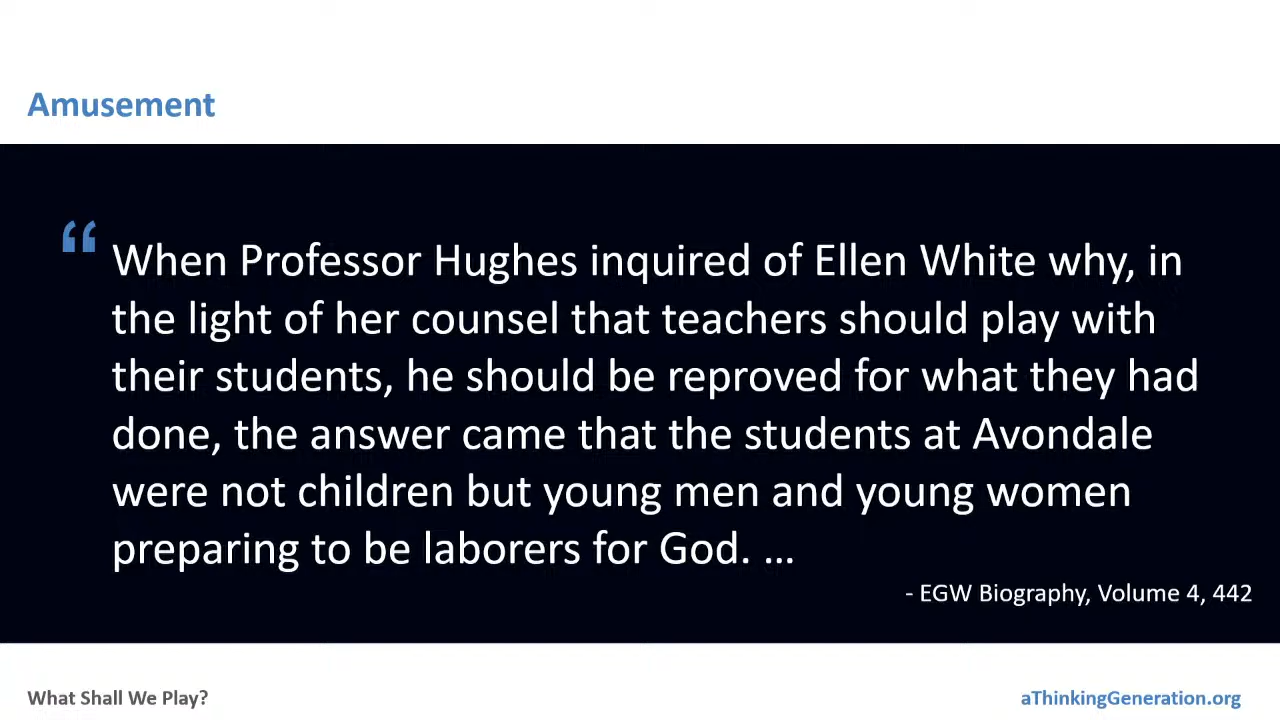 Amusement
“ When Professor Hughes inquired of Ellen White why, in
the light of her counsel that teachers should play with
their students, he should be reproved for what they had
done, the answer came that the students at Avondale
were not children but young men and young women
preparing to be laborers for God. …
- EGW Biography, Volume 4, 442
What Shall We Play?
aThinkingGeneration.org